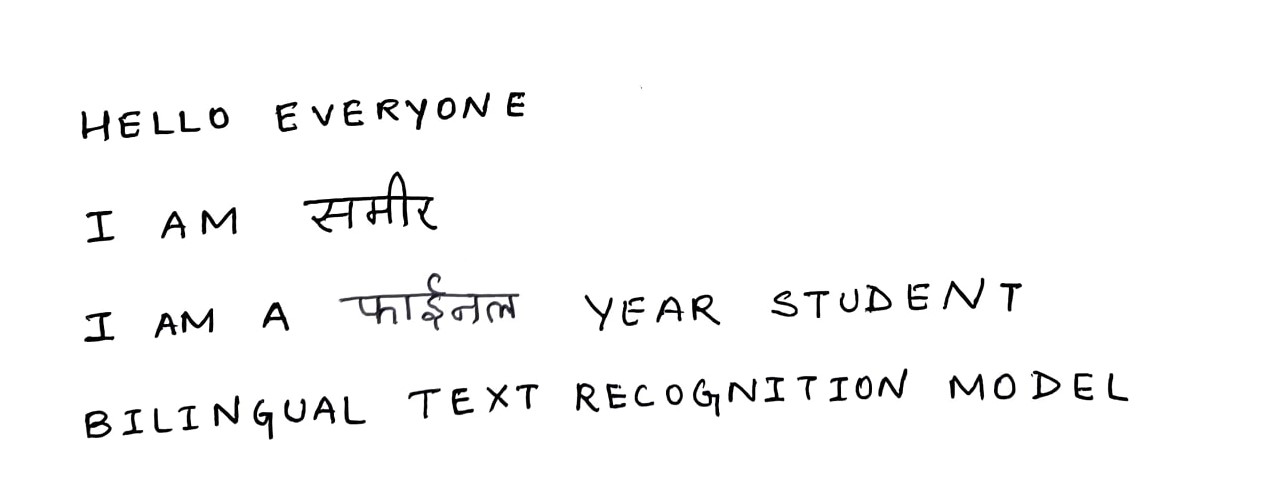 HELLO EVERYONE
I AM समीर
I AM A फाईनल YEAR STUDENT
BILINGUAL TEXT RECOGNITION MODEL